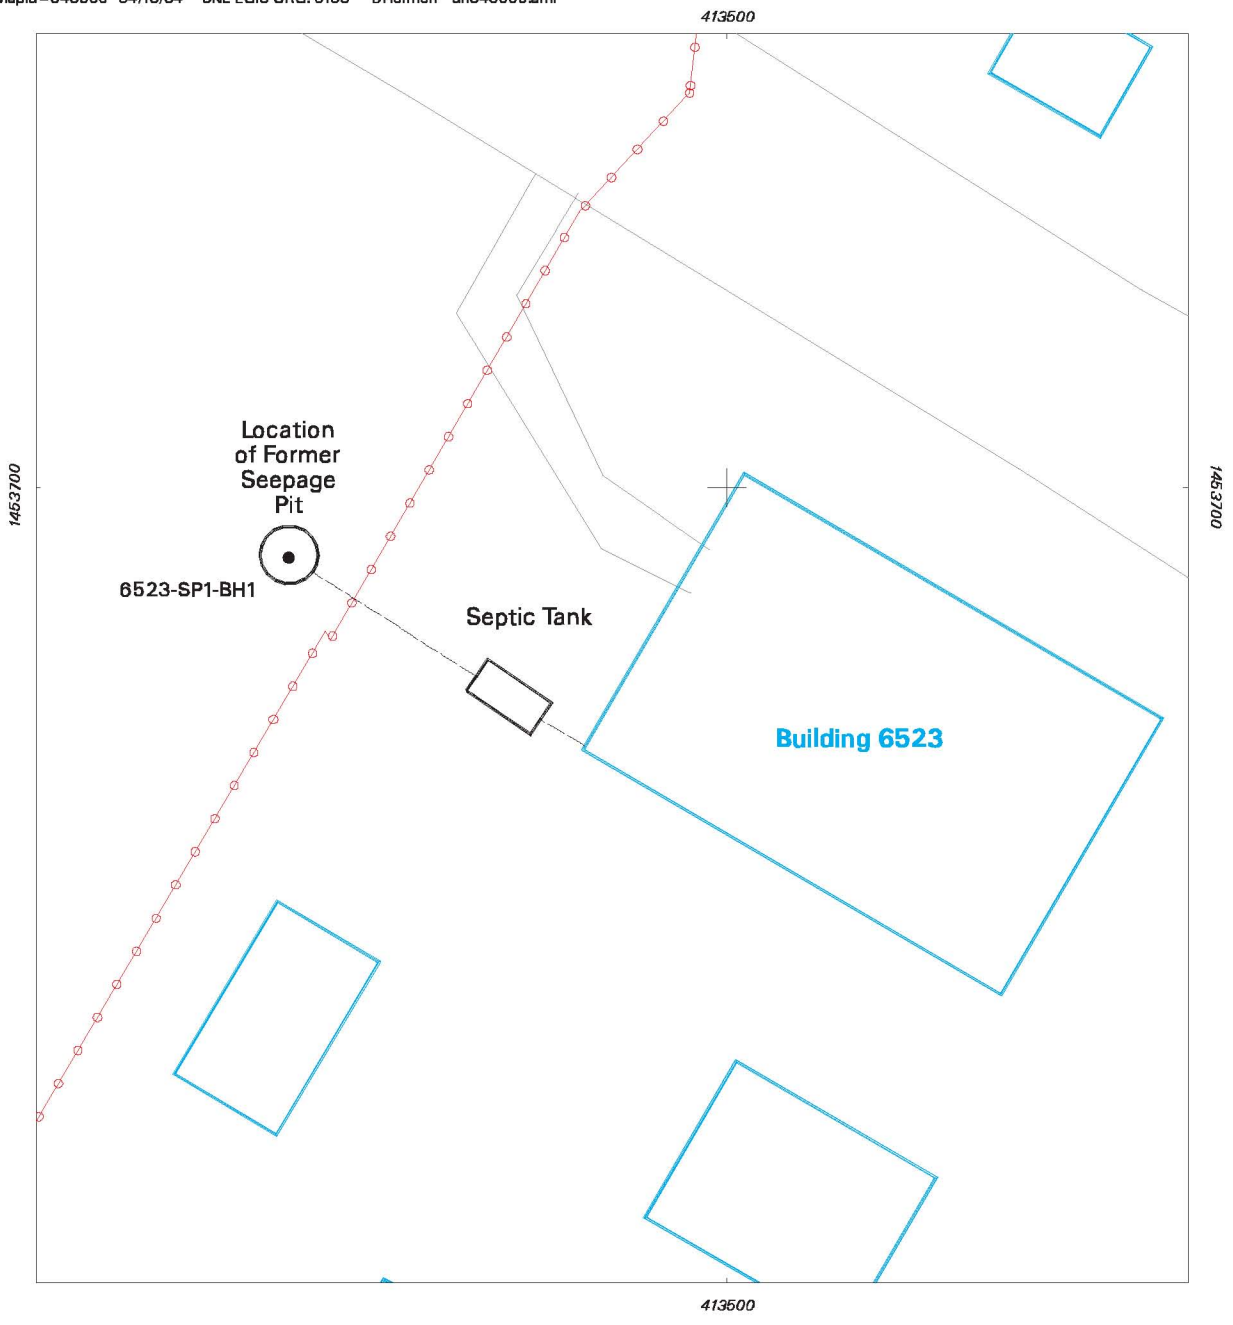 413500
Location
of Former
Seepage
Pit
1453700
1453700
6523-SP1-BH1
Septic Tank
Building 6523
413500